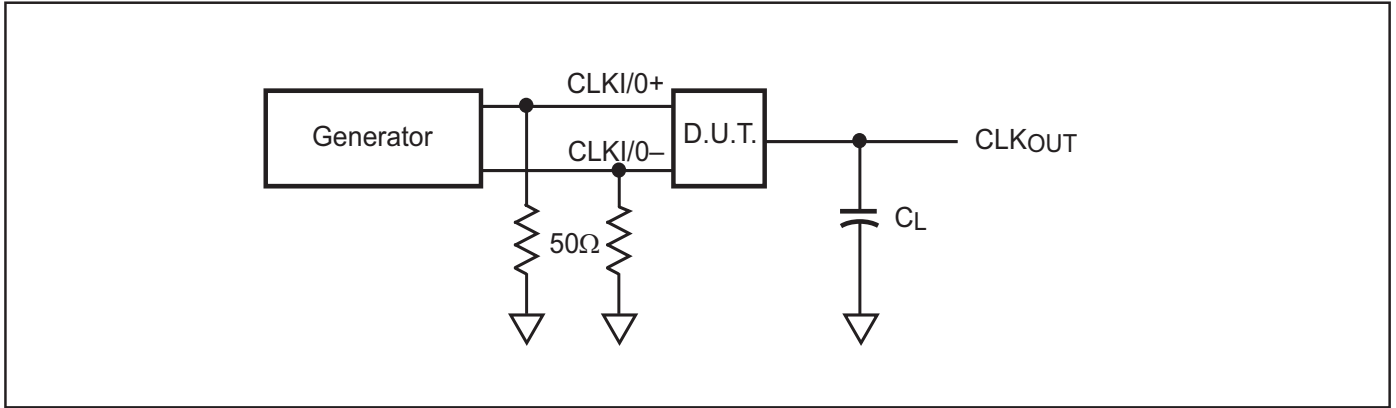 CLKI/0+
Generator
D.U.T.
CLKI/0–
CLKOUT
CL
50Ω